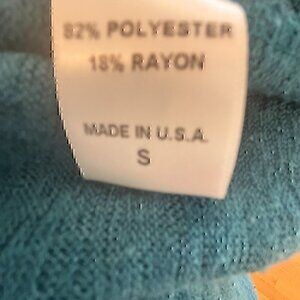 82% POLYESTER
18% RAYON
MADE IN U.S.A.
S